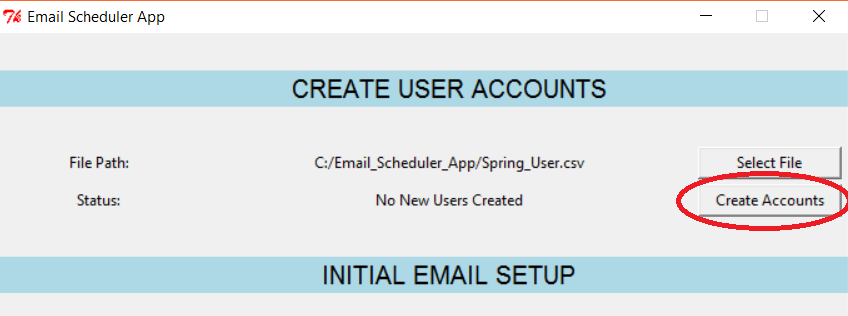 Email Scheduler App
CREATE USER ACCOUNTS
File Path: C:/Email_Scheduler_App/Spring_User.csv Select File
Status: No New Users Created Create Accounts
INITIAL EMAIL SETUP